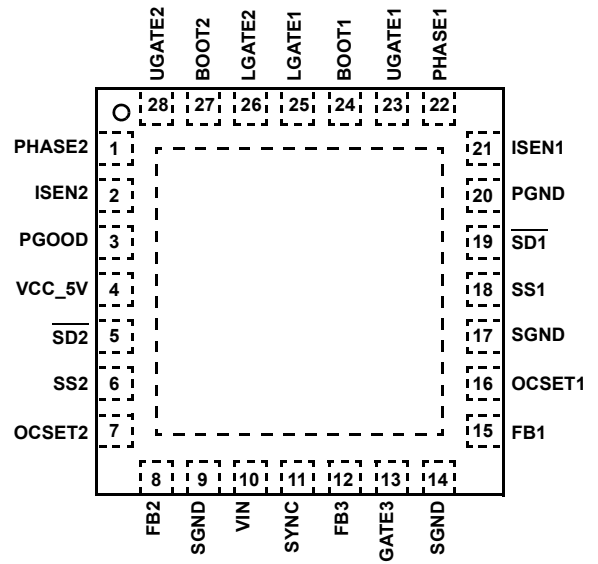 UGATE2
BOOT2
LGATE2
LGATE1
BOOT1
UGATE1
PHASE1
28
27
26
25
24
23
22
PHASE2
1
21
ISEN1
ISEN2
2
20
PGND
PGOOD
3
19
SD1
VCC_5V
4
18
SS1
SD2
5
17
SGND
SS2
6
16
OCSET1
OCSET2
7
15
FB1
8
9
10
11
12
13
14
FB2
SGND
VIN
SYNC
FB3
GATE3
SGND